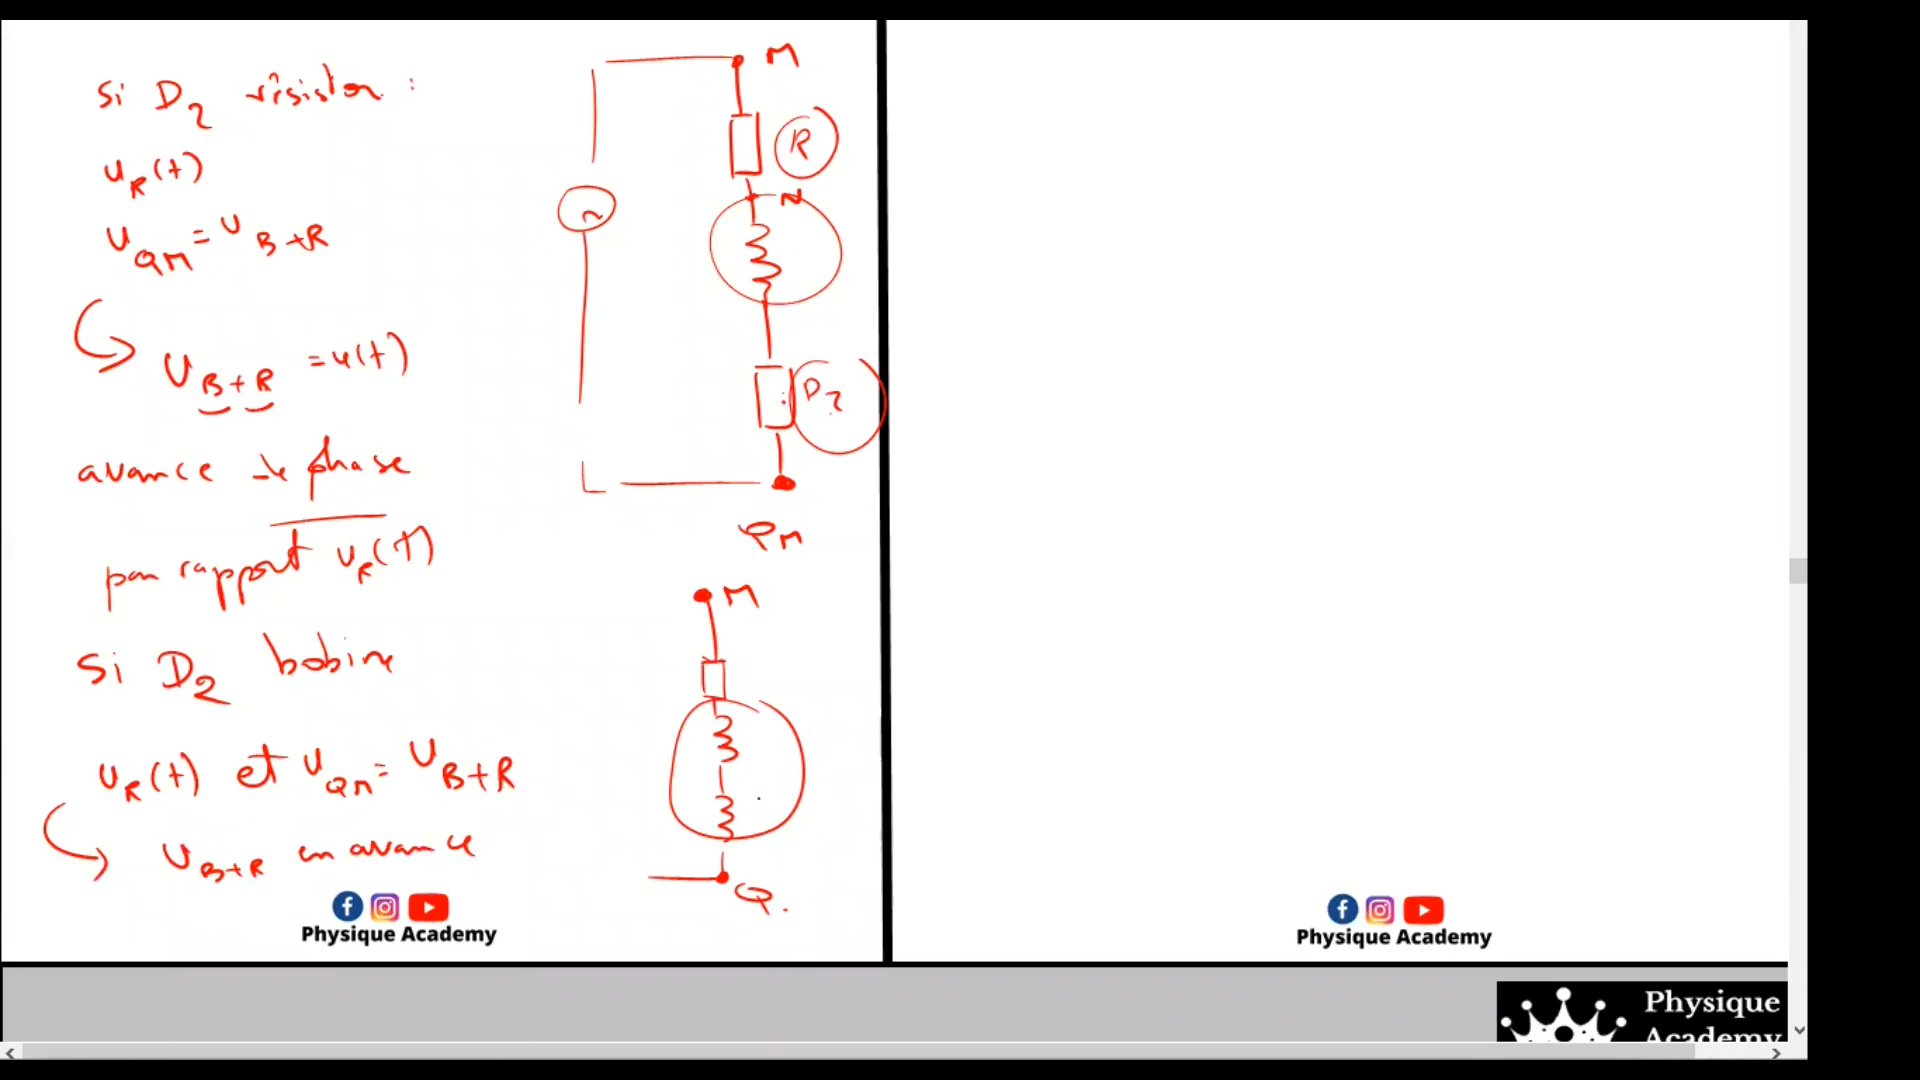 Si D2 résistor :
uR(t)
uQM = uB+R
UB+R = u(t)
avance de phase
par rapport uR(t)
Si D2 bobine
uR(t) et uQM = UB+R
UB+R en avance
M
R
N
D2
QM
M
Q
Physique Academy
Physique Academy
Physique
Academy